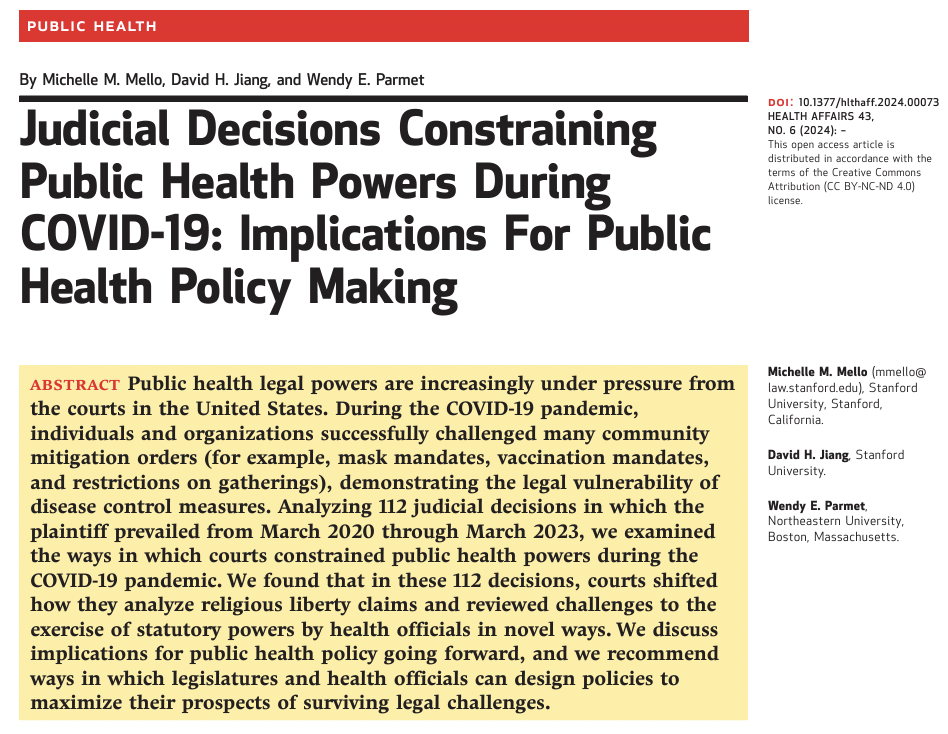 PUBLIC HEALTH
By Michelle M. Mello, David H. Jiang, and Wendy E. Parmet
Judicial Decisions Constraining
Public Health Powers During
COVID-19: Implications For Public
Health Policy Making
DOI: 10.1377/hlthaff.2024.00073
HEALTH AFFAIRS 43,
NO. 6 (2024): –
This open access article is
distributed in accordance with the
terms of the Creative Commons
Attribution (CC BY-NC-ND 4.0)
license.
ABSTRACT Public health legal powers are increasingly under pressure from
the courts in the United States. During the COVID-19 pandemic,
individuals and organizations successfully challenged many community
mitigation orders (for example, mask mandates, vaccination mandates,
and restrictions on gatherings), demonstrating the legal vulnerability of
disease control measures. Analyzing 112 judicial decisions in which the
plaintiff prevailed from March 2020 through March 2023, we examined
the ways in which courts constrained public health powers during the
COVID-19 pandemic. We found that in these 112 decisions, courts shifted
how they analyze religious liberty claims and reviewed challenges to the
exercise of statutory powers by health officials in novel ways. We discuss
implications for public health policy going forward, and we recommend
ways in which legislatures and health officials can design policies to
maximize their prospects of surviving legal challenges.
Michelle M. Mello (mmello@
law.stanford.edu), Stanford
University, Stanford,
California.
David H. Jiang, Stanford
University.
Wendy E. Parmet,
Northeastern University,
Boston, Massachusetts.